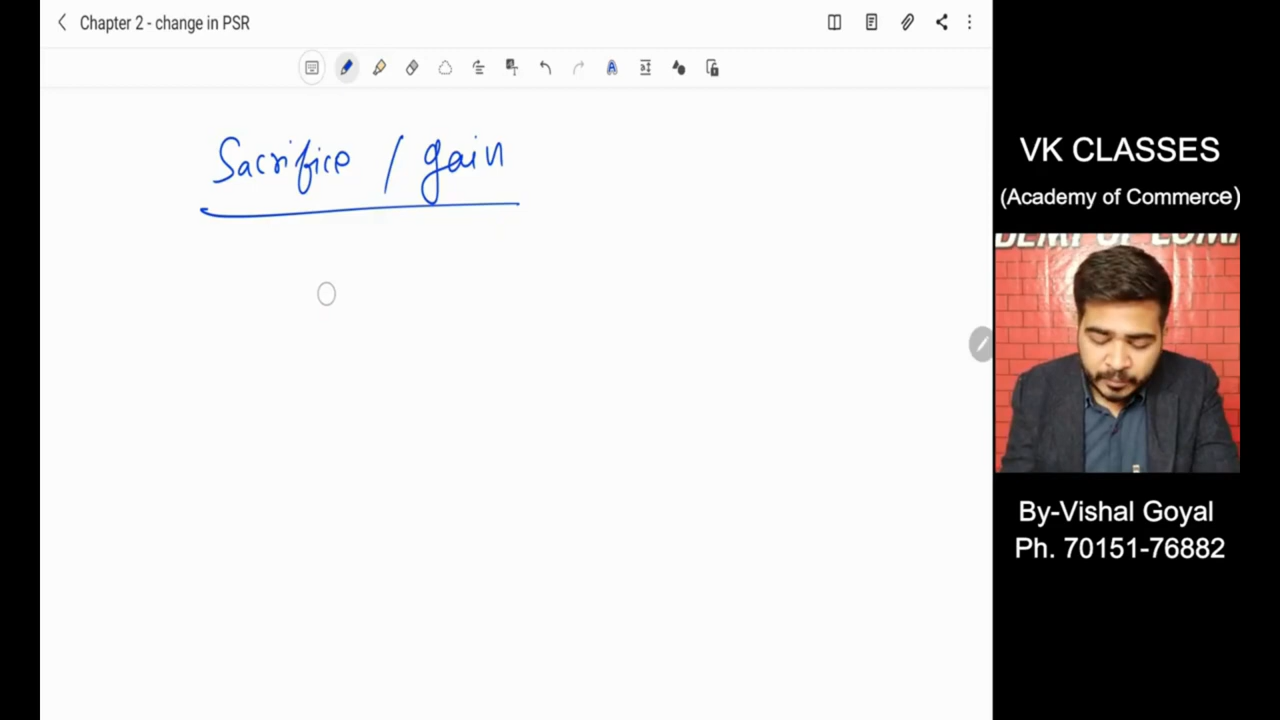 Chapter 2 - change in PSR
Sacrifice / gain
VK CLASSES
(Academy of Commerce)
By-Vishal Goyal
Ph. 70151-76882